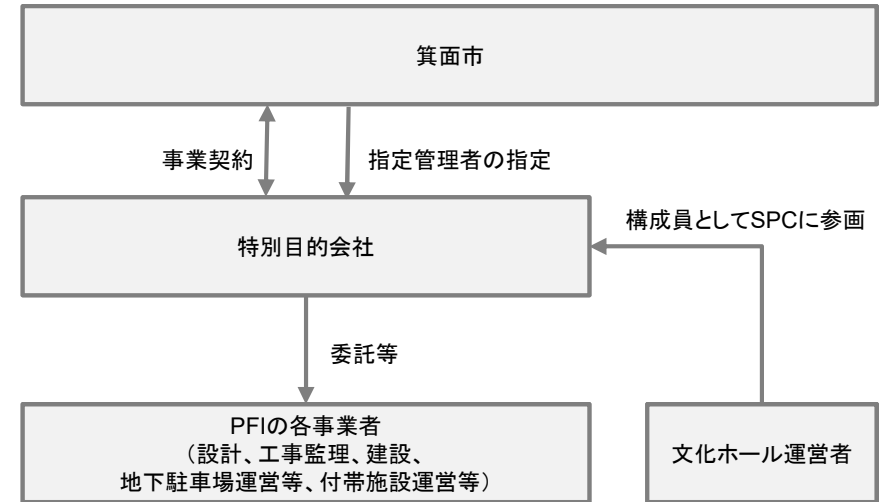 箕面市
事業契約
指定管理者の指定
構成員としてSPCに参画
特別目的会社
委託等
PFIの各事業者
（設計、工事監理、建設、
地下駐車場運営等、付帯施設運営等）
文化ホール運営者